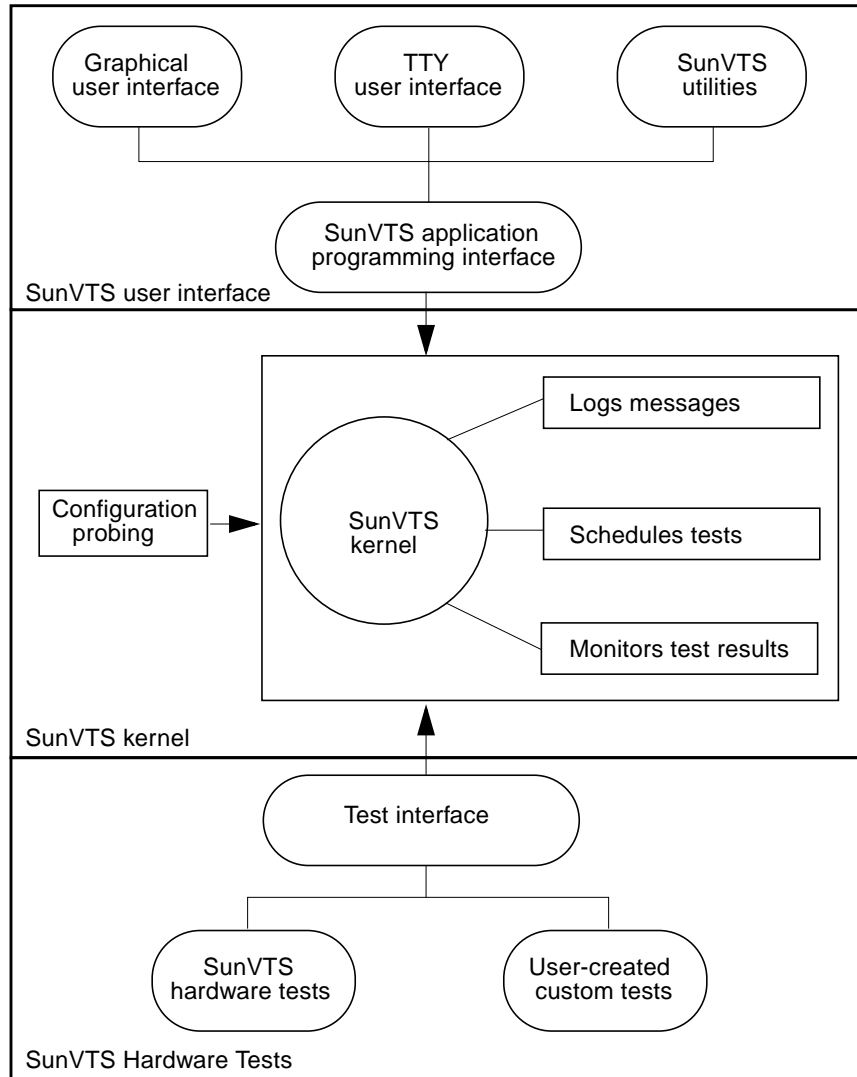 Graphical
user interface
TTY
user interface
SunVTS
utilities
SunVTS application
programming interface
SunVTS user interface
Logs messages
Configuration
probing
SunVTS
kernel
Schedules tests
Monitors test results
SunVTS kernel
Test interface
SunVTS
hardware tests
User-created
custom tests
SunVTS Hardware Tests